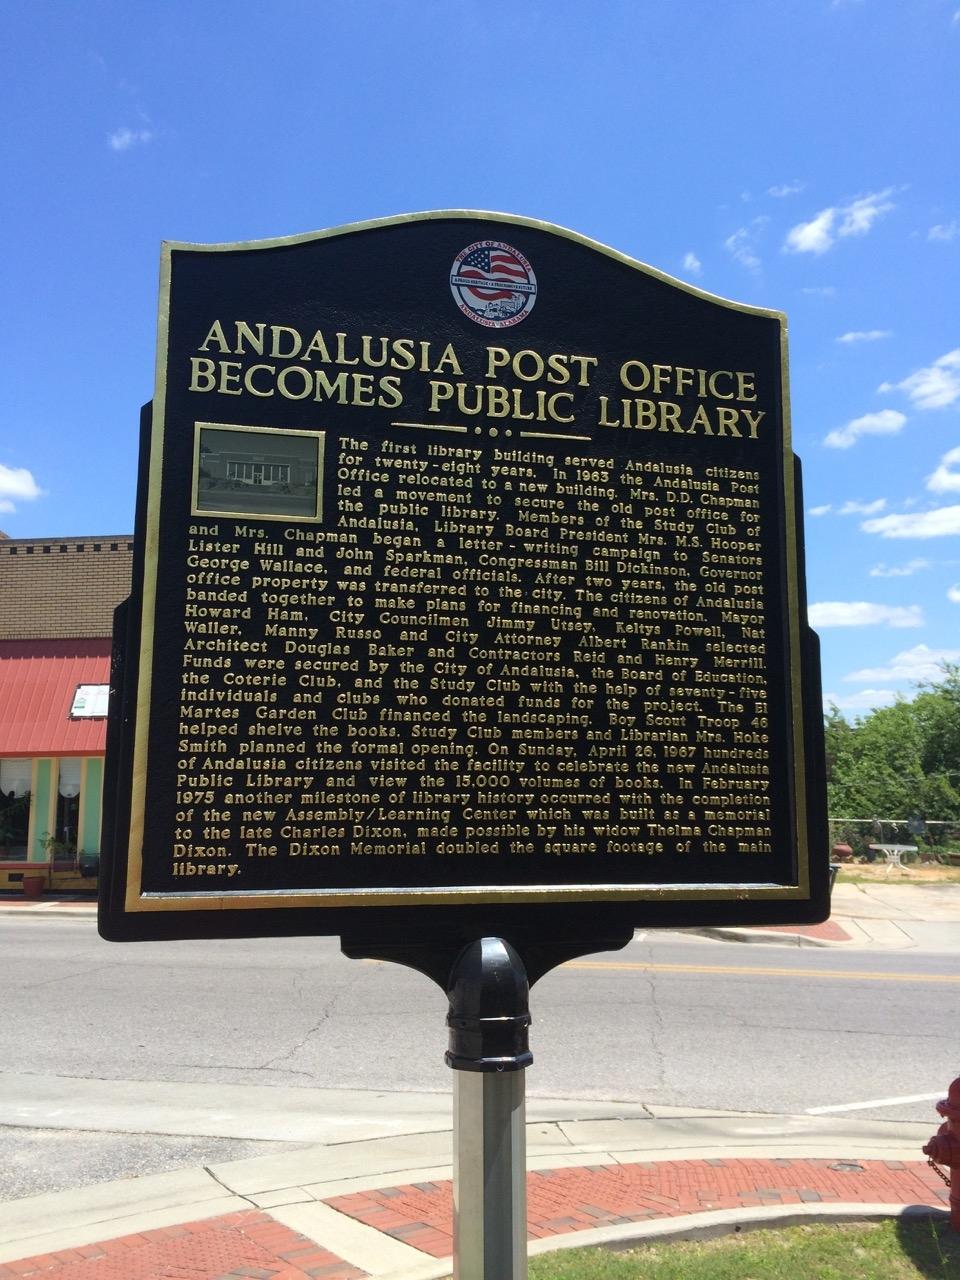 THE CITY OF ANDALUSIA
A PROUD HERITAGE • A PROMISING FUTURE
ANDALUSIA, ALABAMA
ANDALUSIA POST OFFICE
BECOMES PUBLIC LIBRARY
The first library building served Andalusia citizens
for twenty-eight years. In 1963 the Andalusia Post
Office relocated to a new building. Mrs. D.D. Chapman
led a movement to secure the old post office for
the public library. Members of the Study Club of
Andalusia, Library Board President Mrs. M.S. Hooper
and Mrs. Chapman began a letter-writing campaign to Senators
Lister Hill and John Sparkman, Congressman Bill Dickinson, Governor
George Wallace, and federal officials. After two years, the old post
office property was transferred to the city. The citizens of Andalusia
banded together to make plans for financing and renovation. Mayor
Howard Ham, City Councilmen Jimmy Utsey, Keltys Powell, Nat
Waller, Manny Russo and City Attorney Albert Rankin selected
Architect Douglas Baker and Contractors Reid and Henry Merrill.
Funds were secured by the City of Andalusia, the Board of Education,
the Coterie Club, and the Study Club with the help of seventy-five
individuals and clubs who donated funds for the project. The El
Martes Garden Club financed the landscaping. Boy Scout Troop 46
helped shelve the books. Study Club members and Librarian Mrs. Hoke
Smith planned the formal opening. On Sunday, April 26, 1967 hundreds
of Andalusia citizens visited the facility to celebrate the new Andalusia
Public Library and view the 15,000 volumes of books. In February
1975 another milestone of library history occurred with the completion
of the new Assembly/Learning Center which was built as a memorial
to the late Charles Dixon, made possible by his widow Thelma Chapman
Dixon. The Dixon Memorial doubled the square footage of the main
library.